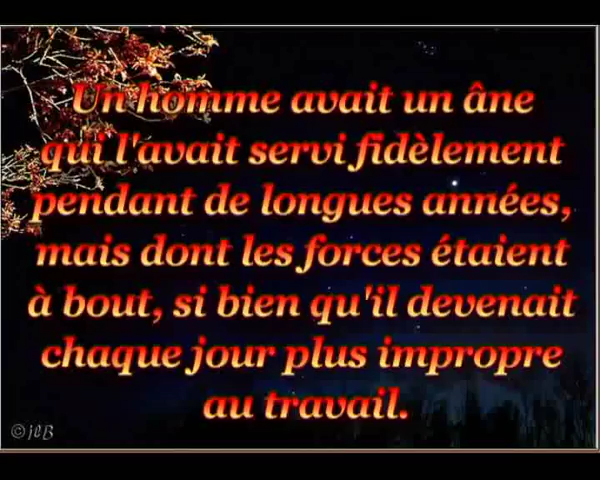 Un homme avait un âne
qui l'avait servi fidèlement
pendant de longues années,
mais dont les forces étaient
à bout, si bien qu'il devenait
chaque jour plus impropre
au travail.
© jlB